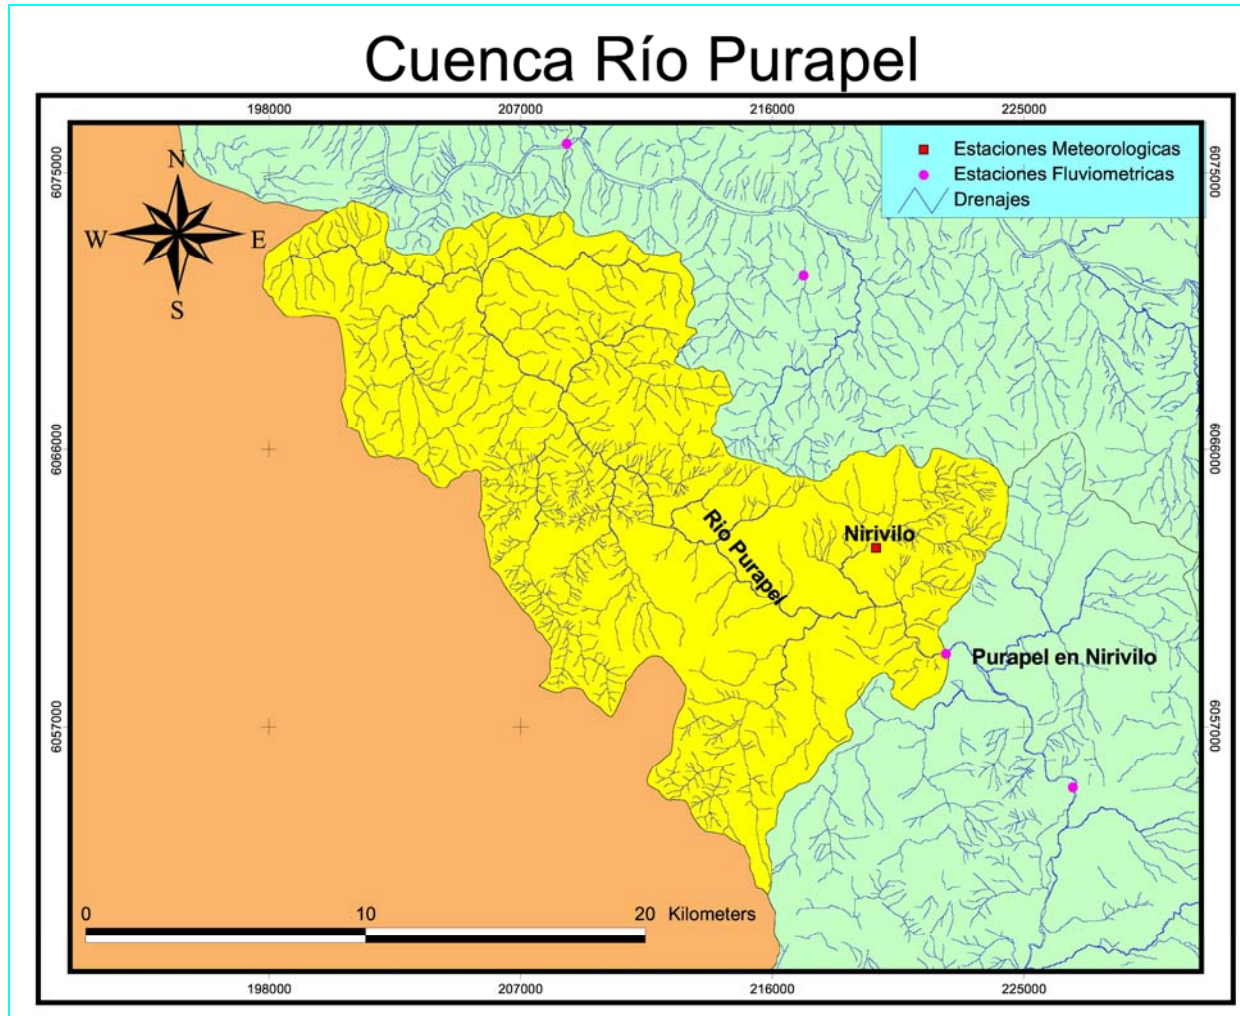 Cuenca Río Purapel
198000 207000 216000 225000
N
W E
S
Estaciones Meteorologicas
Estaciones Fluviometricas
Drenajes
6075000 6075000
6066000 6066000
Nirivilo
Río Purapel
Purapel en Nirivilo
6057000 6057000
0 10 20 Kilometers
198000 207000 216000 225000